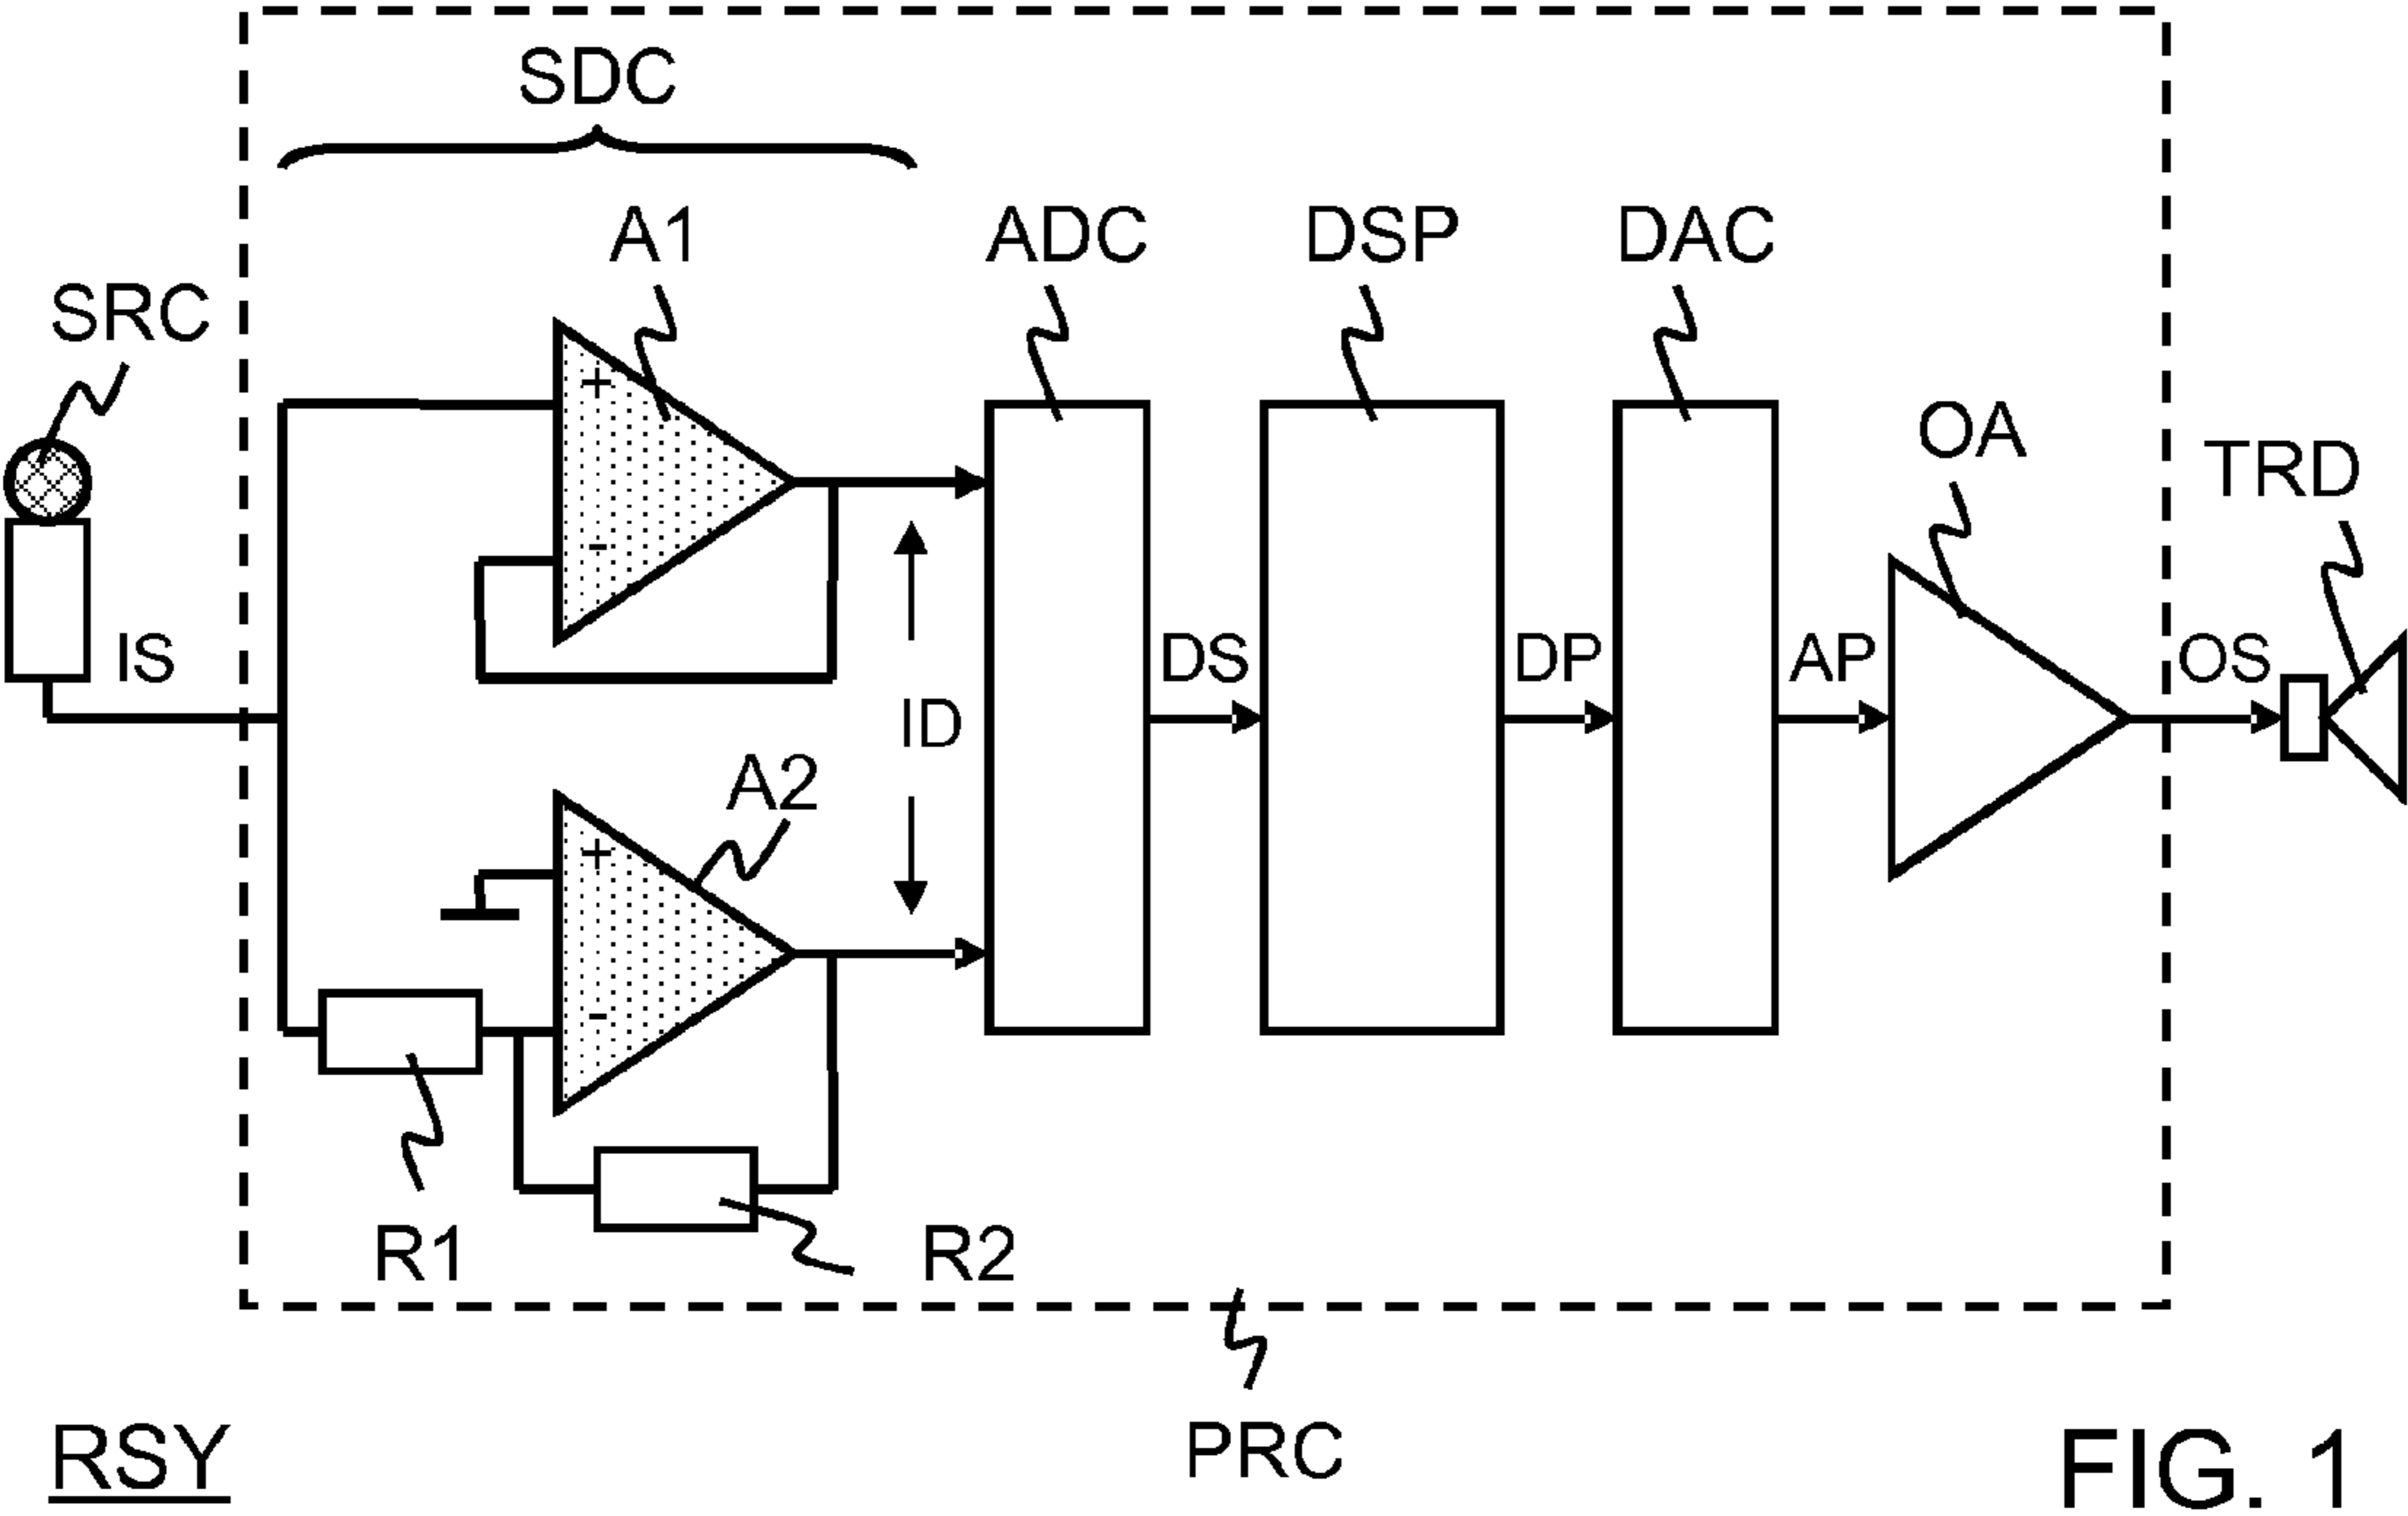 SDC
A1
ADC
DSP
DAC
SRC
+
OA
TRD
-
IS
DS
DP
AP
OS
ID
A2
+
-
R1
R2
PRC
RSY
FIG. 1